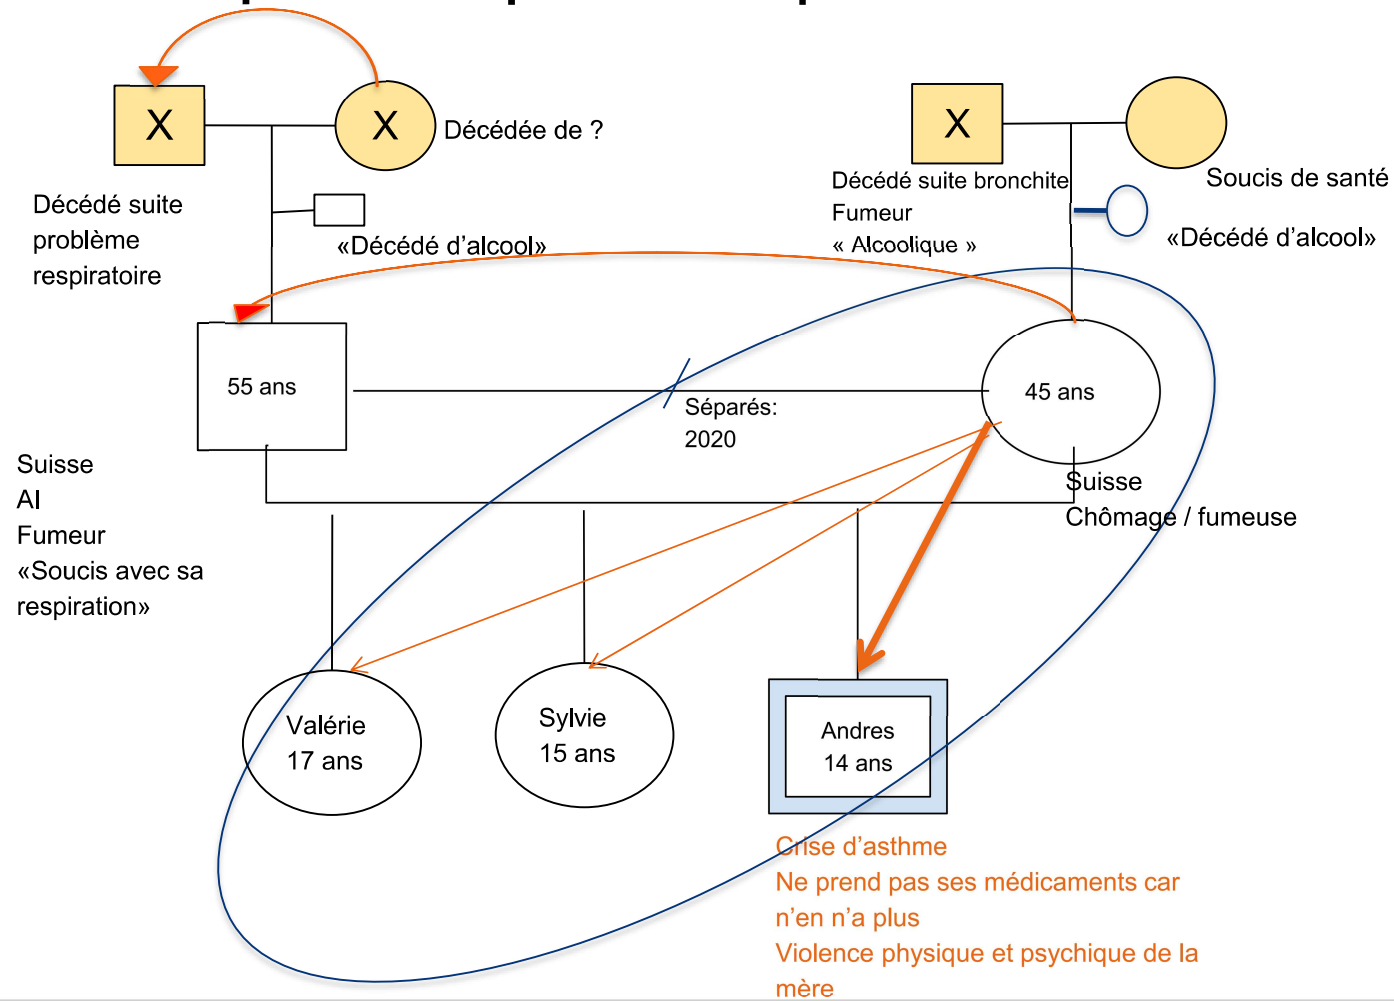 X
X
Décédée de ?
X
Décédé suite
problème
respiratoire
«Décédé d'alcool»
Décédé suite bronchite
Fumeur
« Alcoolique »
Soucis de santé
«Décédé d'alcool»
55 ans
45 ans
Séparés:
2020
Suisse
AI
Fumeur
«Soucis avec sa
respiration»
Suisse
Chômage / fumeuse
Valérie
17 ans
Sylvie
15 ans
Andres
14 ans
Crise d'asthme
Ne prend pas ses médicaments car
n'en n'a plus
Violence physique et psychique de la
mère